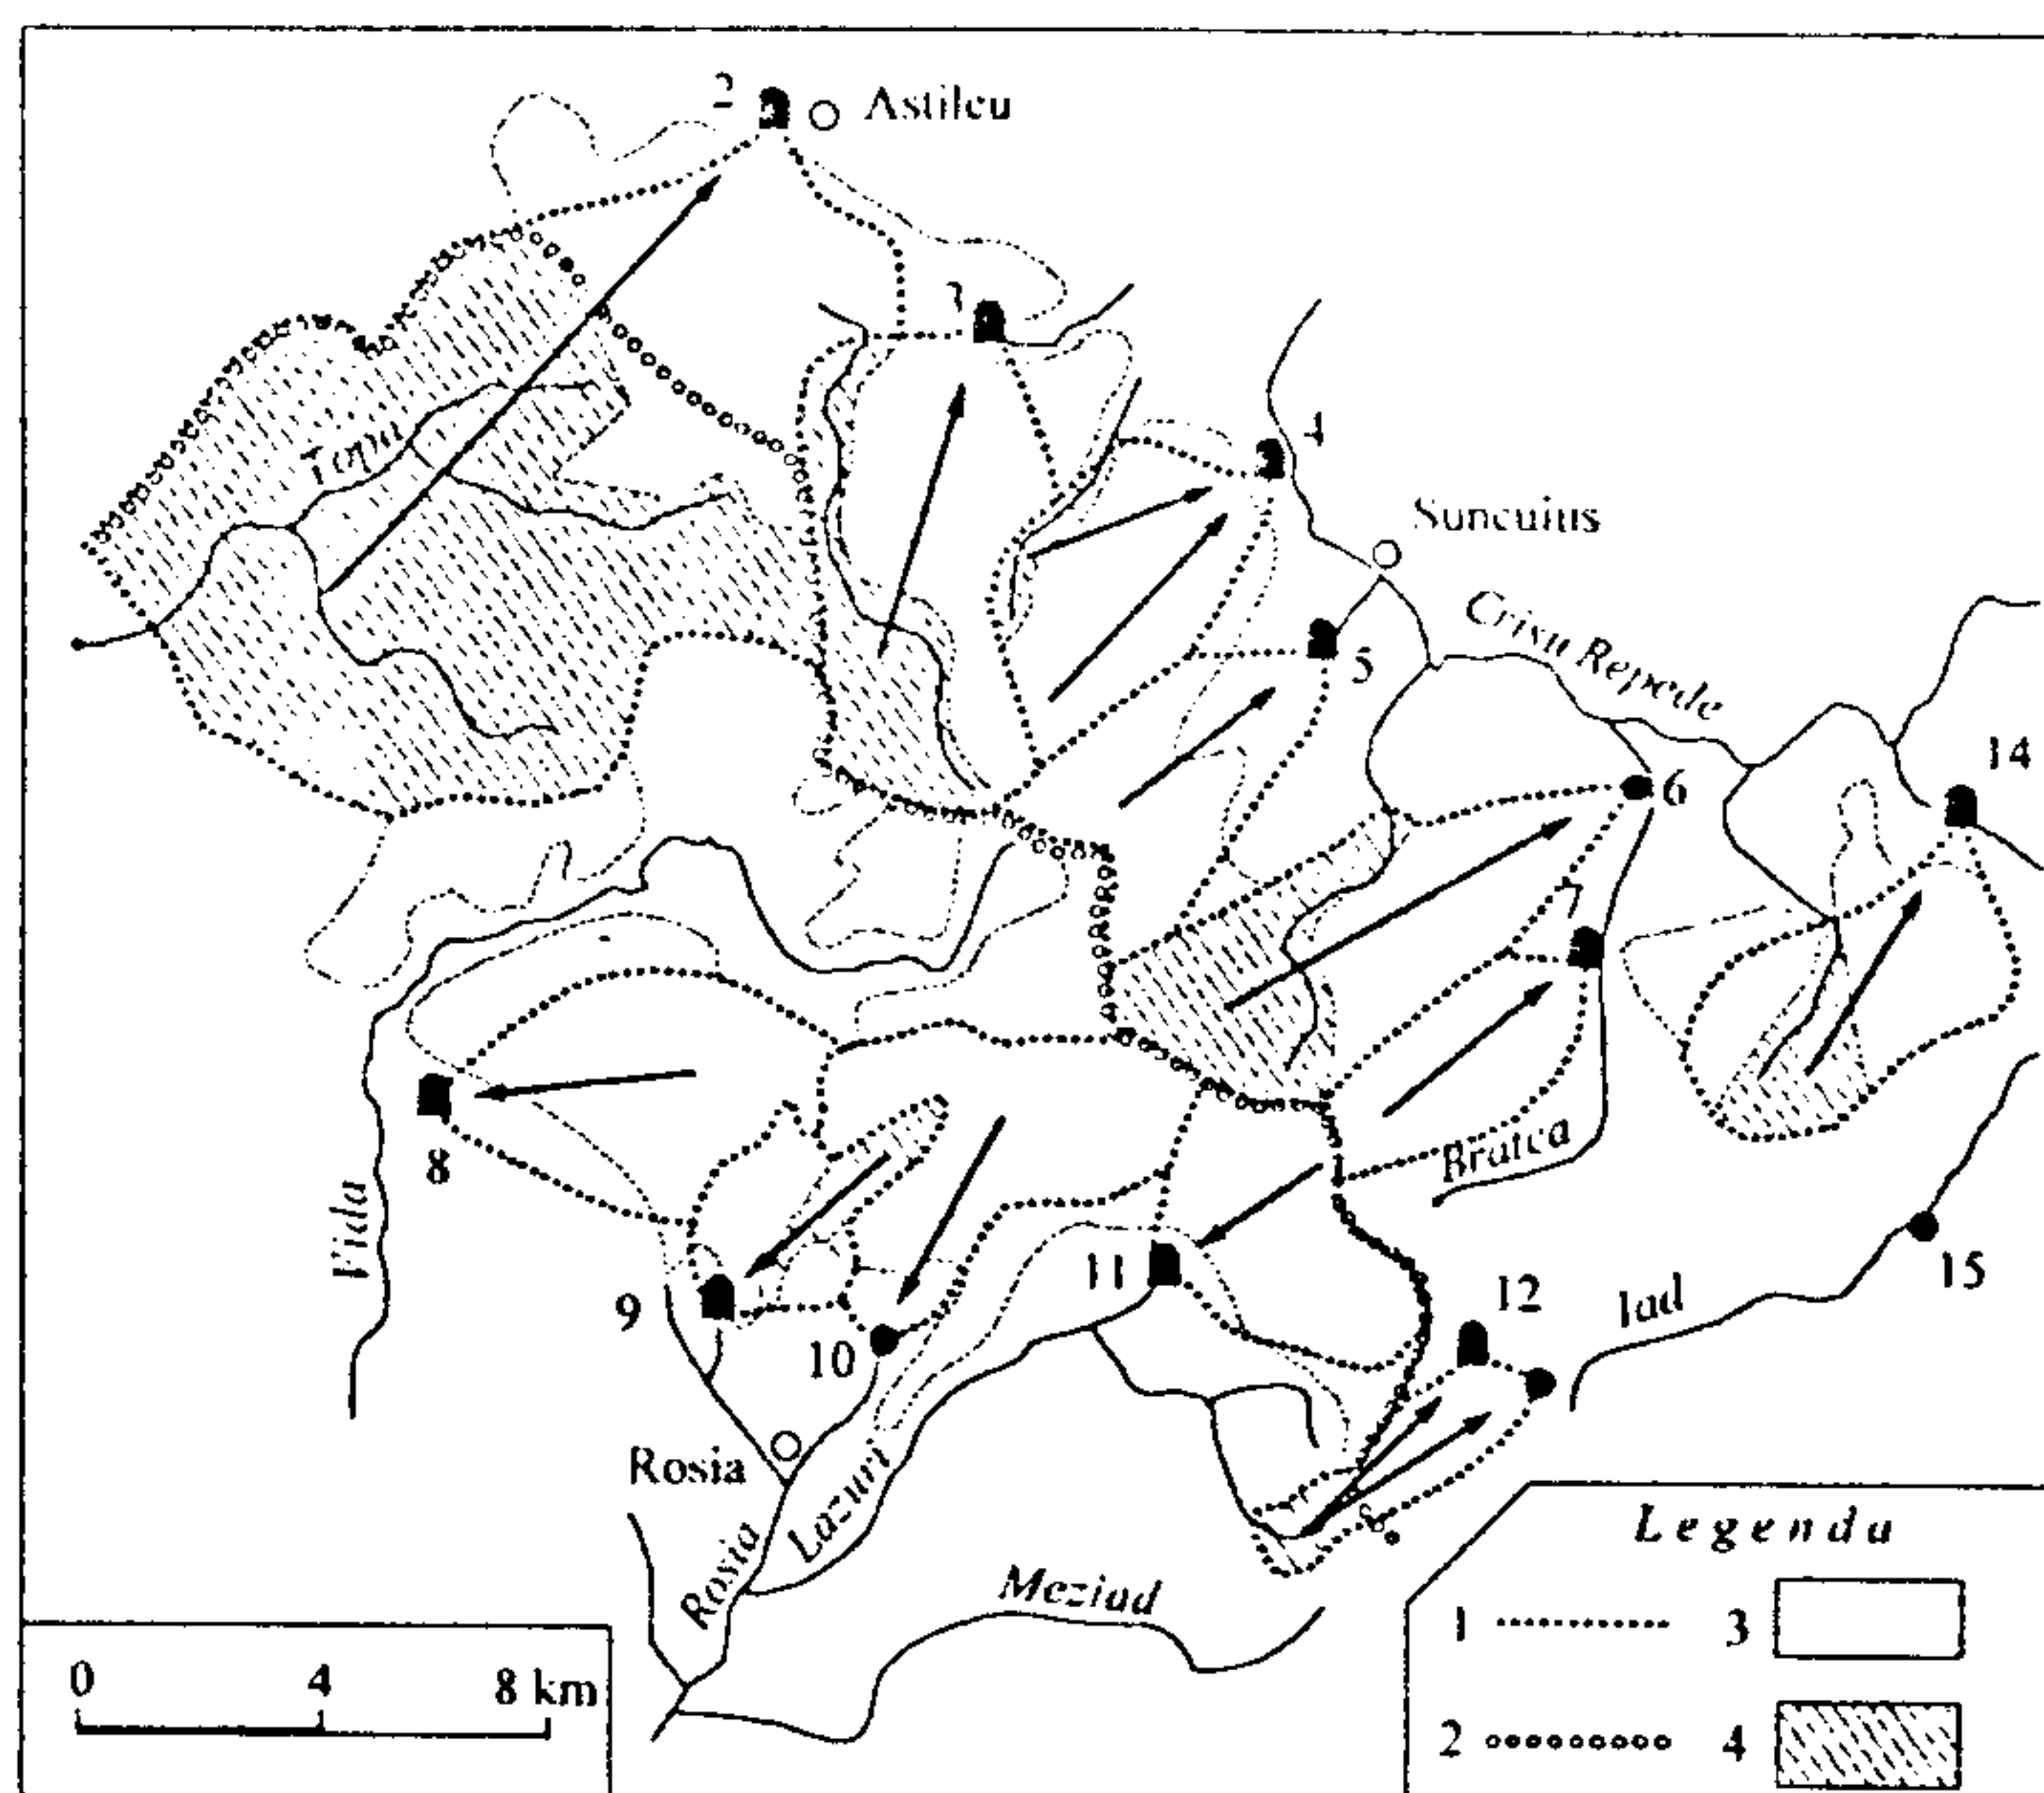 2
Astileu
3
4
Suncuius
5
Crisu Repede
14
6
Topa
8
Vida
Bratca
9
10
11
12
15
Iad
Rosia
Lazuri
Rosia
Meziad
Legenda
1
3
2
4
0 4 8 km